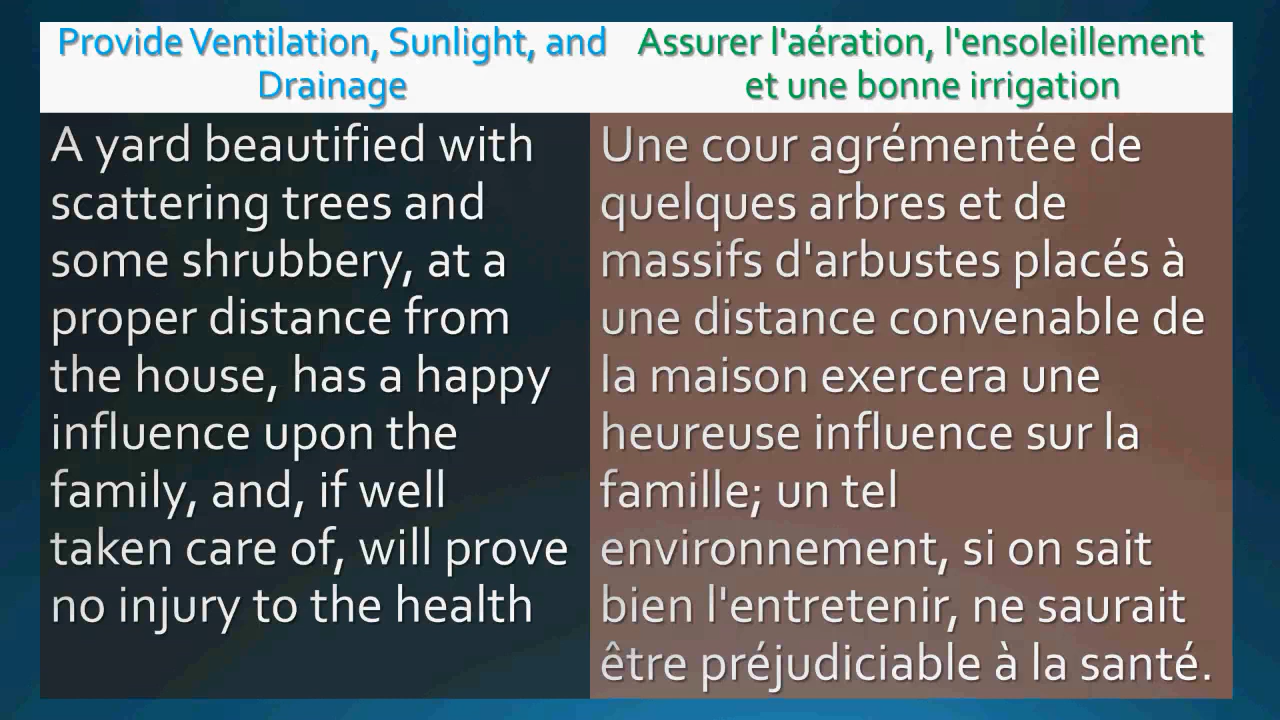 Provide Ventilation, Sunlight, and
Drainage
Assurer l'aération, l'ensoleillement
et une bonne irrigation
A yard beautified with
scattering trees and
some shrubbery, at a
proper distance from
the house, has a happy
influence upon the
family, and, if well
taken care of, will prove
no injury to the health
Une cour agrémentée de
quelques arbres et de
massifs d'arbustes placés à
une distance convenable de
la maison exercera une
heureuse influence sur la
famille; un tel
environnement, si on sait
bien l'entretenir, ne saurait
être préjudiciable à la santé.